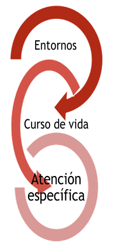 Entornos
Curso de vida
Atención
específica